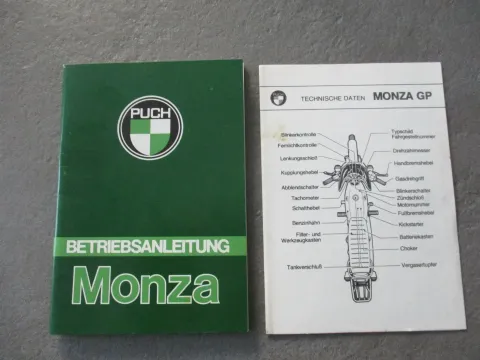 PUCH
BETRIEBSANLEITUNG
Monza
PUCH
TECHNISCHE DATEN MONZA GP
Blinkerkontrolle
Fernlichtkontrolle
Lenkungsschloß
Kupplungshebel
Abblendschalter
Tachometer
Schalthebel
Benzinhahn
Filter- und
Werkzeugkasten
Tankverschluß
Typschild
Fahrgestellnummer
Drehzahlmesser
Handbremshebel
Gasdrehgriff
Blinkerschalter
Zündschloß
Motornummer
Fußbremshebel
Kickstarter
Batteriekasten
Choker
Vergasertupfer